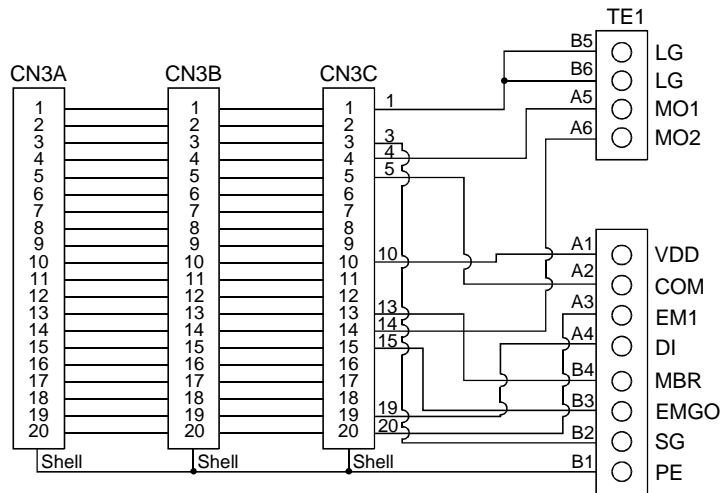 TE1
B5 LG
B6 LG
A5 MO1
A6 MO2
CN3A CN3B CN3C
1 1 1 1
2 2 2
3 3 3 3
4 4 4 4
5 5 5 5
6 6 6
7 7 7
8 8 8
9 9 9
10 10 10 10
11 11 11
12 12 12
13 13 13 13
14 14 14 14
15 15 15 15
16 16 16
17 17 17
18 18 18
19 19 19 19
20 20 20 20
Shell Shell Shell
A1 VDD
A2 COM
A3 EM1
A4 DI
B4 MBR
B3 EMGO
B2 SG
B1 PE